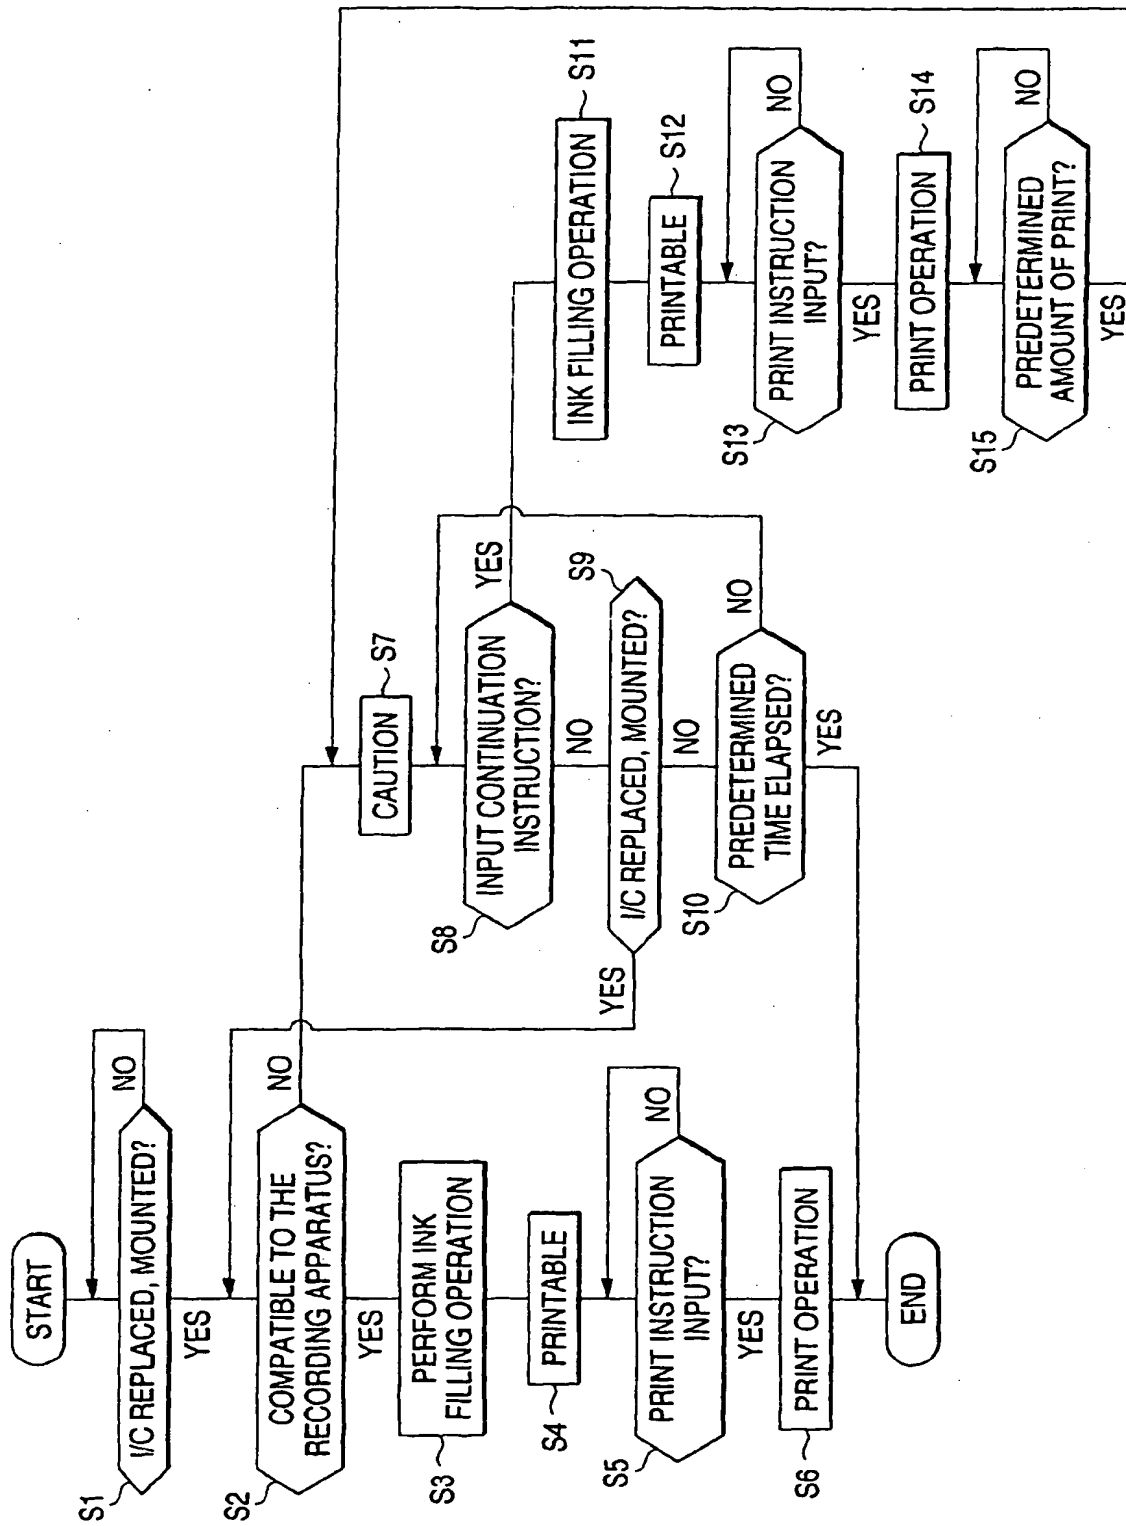 START
S1
I/C REPLACED, MOUNTED?
NO
YES
S2
COMPATIBLE TO THE
RECORDING APPARATUS?
NO
YES
S3
PERFORM INK
FILLING OPERATION
S4
PRINTABLE
S5
PRINT INSTRUCTION
INPUT?
NO
YES
S6
PRINT OPERATION
END
CAUTION
S7
S8
INPUT CONTINUATION
INSTRUCTION?
YES
NO
S9
I/C REPLACED, MOUNTED?
YES
NO
S10
PREDETERMINED
TIME ELAPSED?
NO
YES
INK FILLING OPERATION
S11
PRINTABLE
S12
S13
PRINT INSTRUCTION
INPUT?
NO
YES
PRINT OPERATION
S14
S15
PREDETERMINED
AMOUNT OF PRINT?
NO
YES